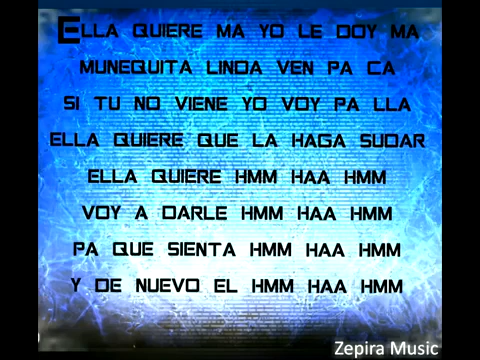 ELLA QUIERE MA YO LE DOY MA
MUNEQUITA LINDA VEN PA CA
SI TU NO VIENE YO VOY PA LLA
ELLA QUIERE QUE LA HAGA SUDAR
ELLA QUIERE HMM HAA HMM
VOY A DARLE HMM HAA HMM
PA QUE SIENTA HMM HAA HMM
Y DE NUEVO EL HMM HAA HMM
Zepira Music